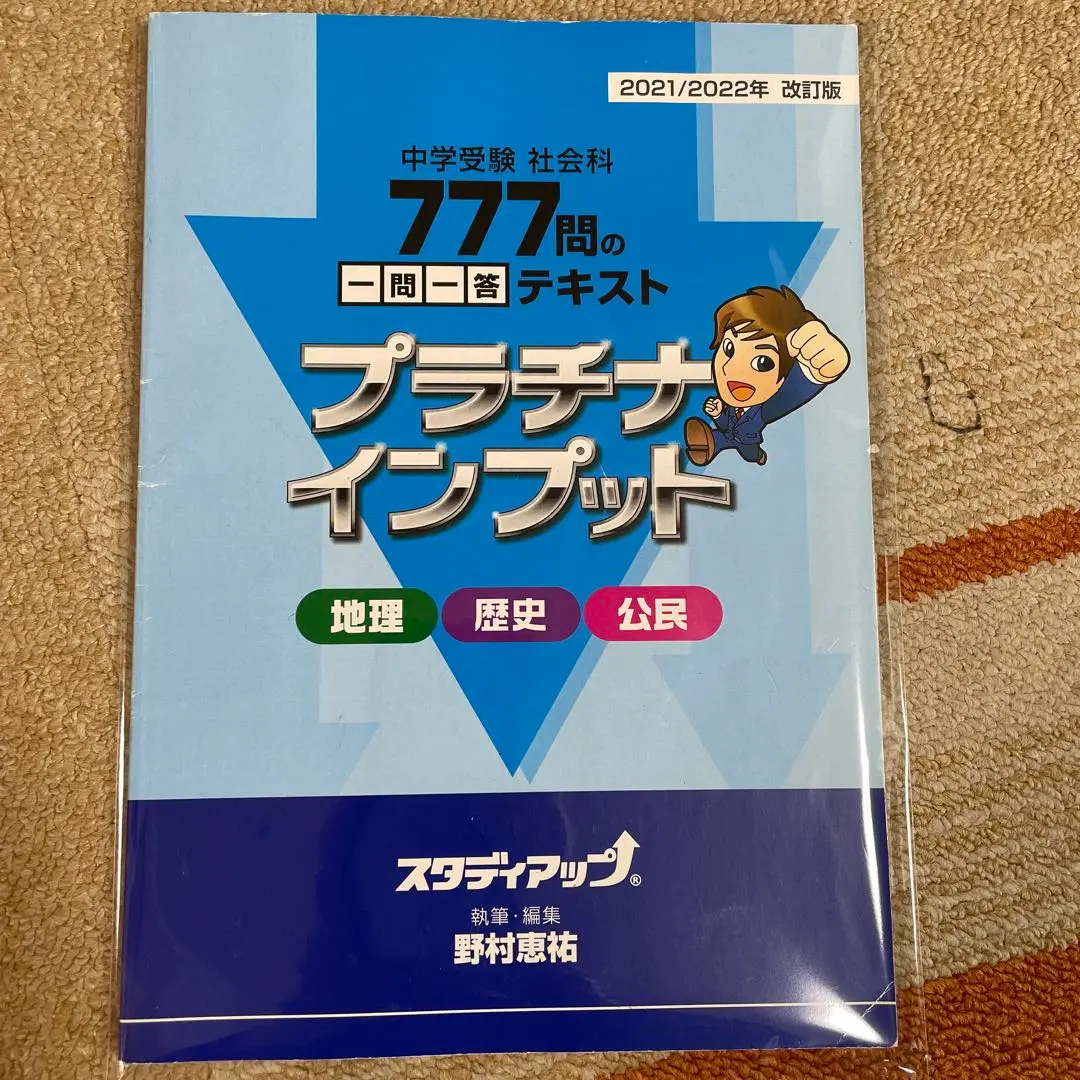 2021/2022年 改訂版
中学受験 社会科
777問の
一問一答テキスト
プラチナ
インプット
地理 歴史 公民
スタディアップ®
執筆・編集
野村恵祐